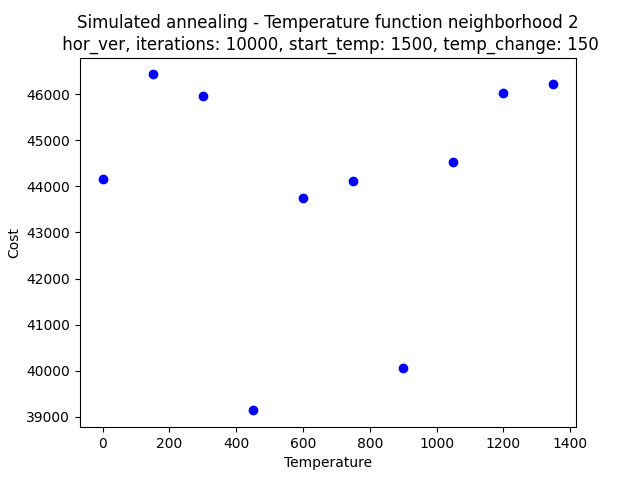 Simulated annealing - Temperature function neighborhood 2
hor_ver, iterations: 10000, start_temp: 1500, temp_change: 150
46000
45000
44000
43000
42000
41000
40000
39000
Cost
0 200 400 600 800 1000 1200 1400
Temperature